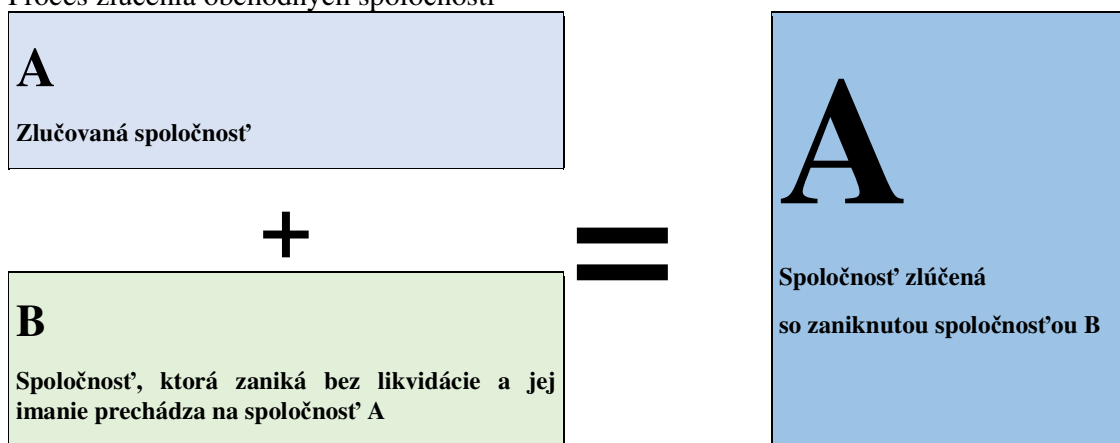 Proces zlúčenia obchodných spoločností
A
Zlučovaná spoločnosť
+
B
Spoločnosť, ktorá zaniká bez likvidácie a jej
imanie prechádza na spoločnosť A
=
A
Spoločnosť zlúčená
so zaniknutou spoločnosťou B